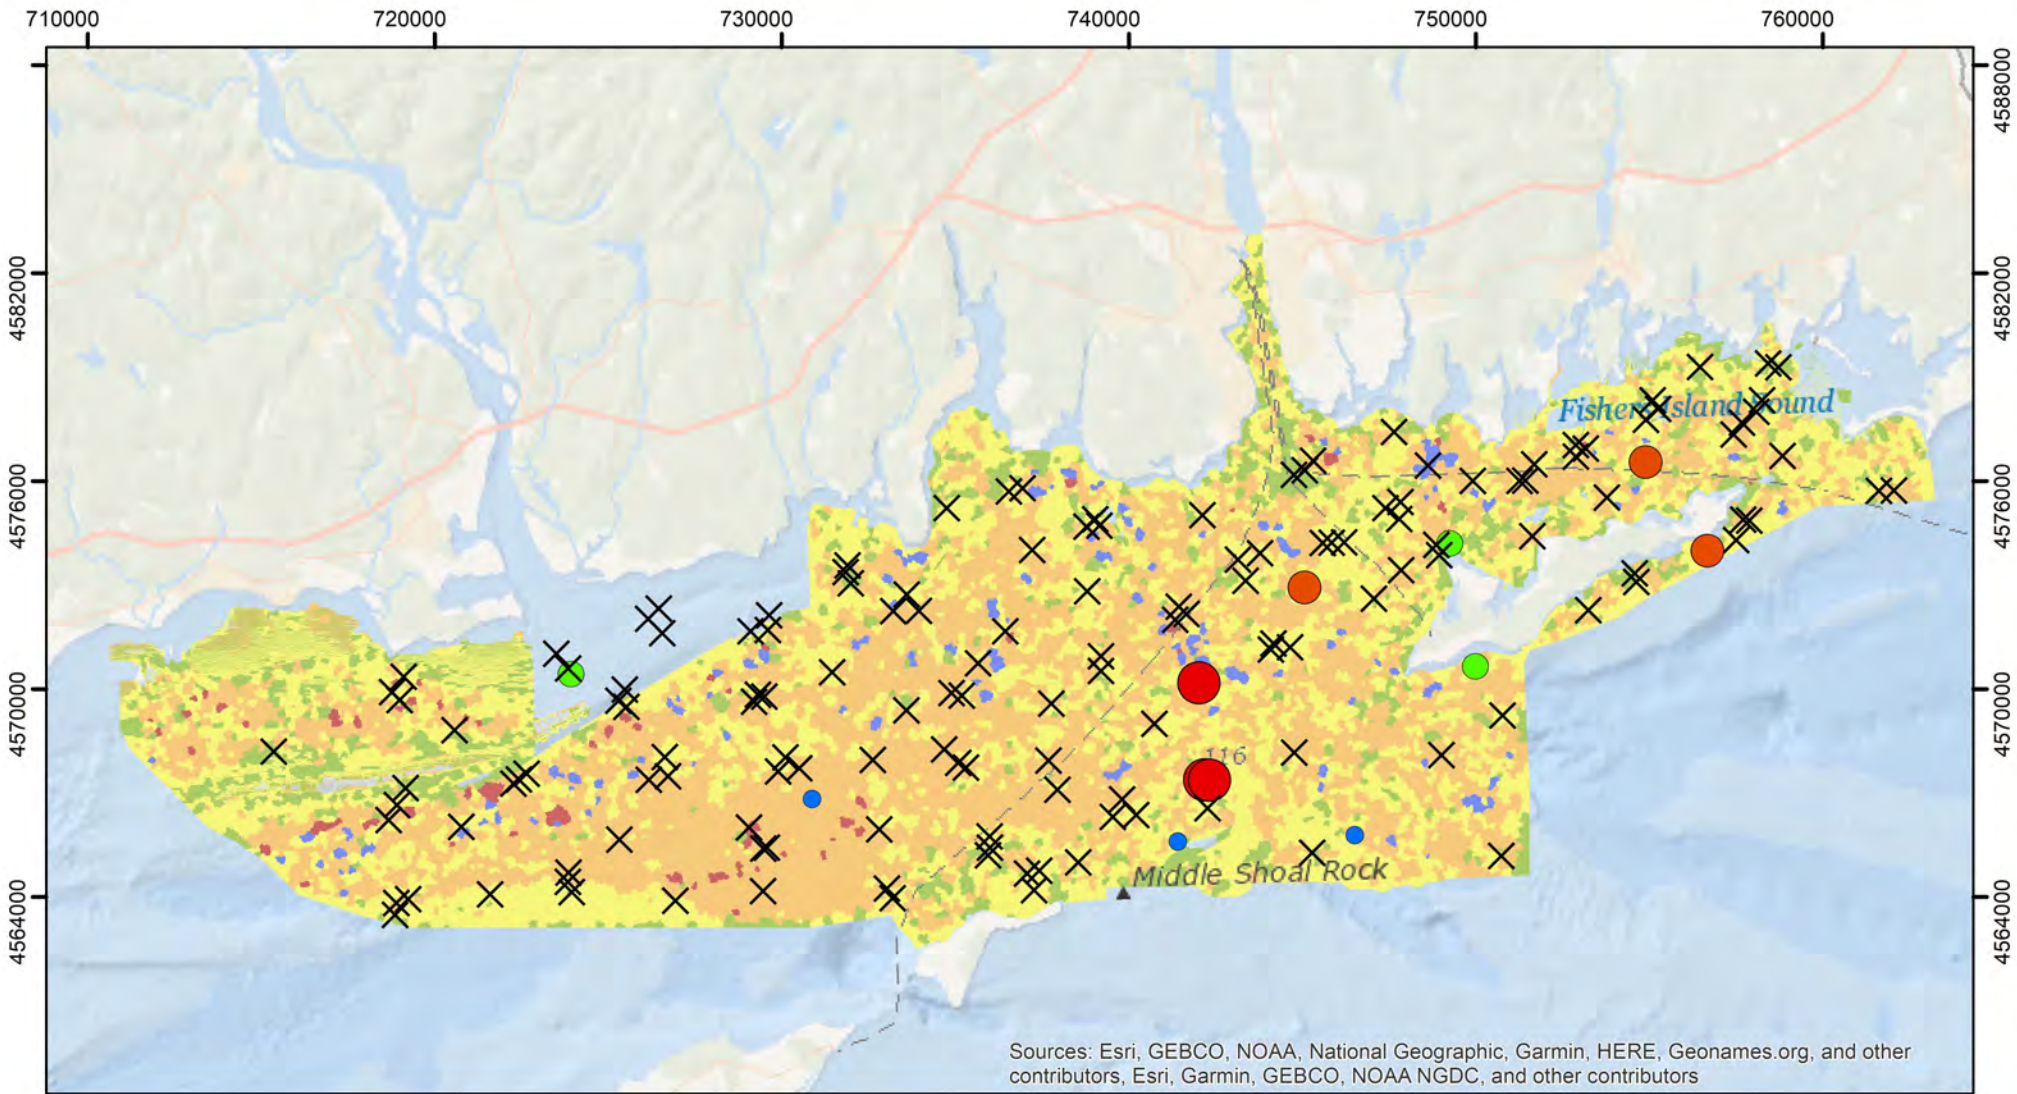 710000 720000 730000 740000 750000 760000
4588000
4582000 4582000
Fishers Island Sound
4576000 4576000
4570000 4570000
116
Middle Shoal Rock
4564000 4564000
Sources: Esri, GEBCO, NOAA, National Geographic, Garmin, HERE, Geonames.org, and other
contributors, Esri, Garmin, GEBCO, NOAA NGDC, and other contributors